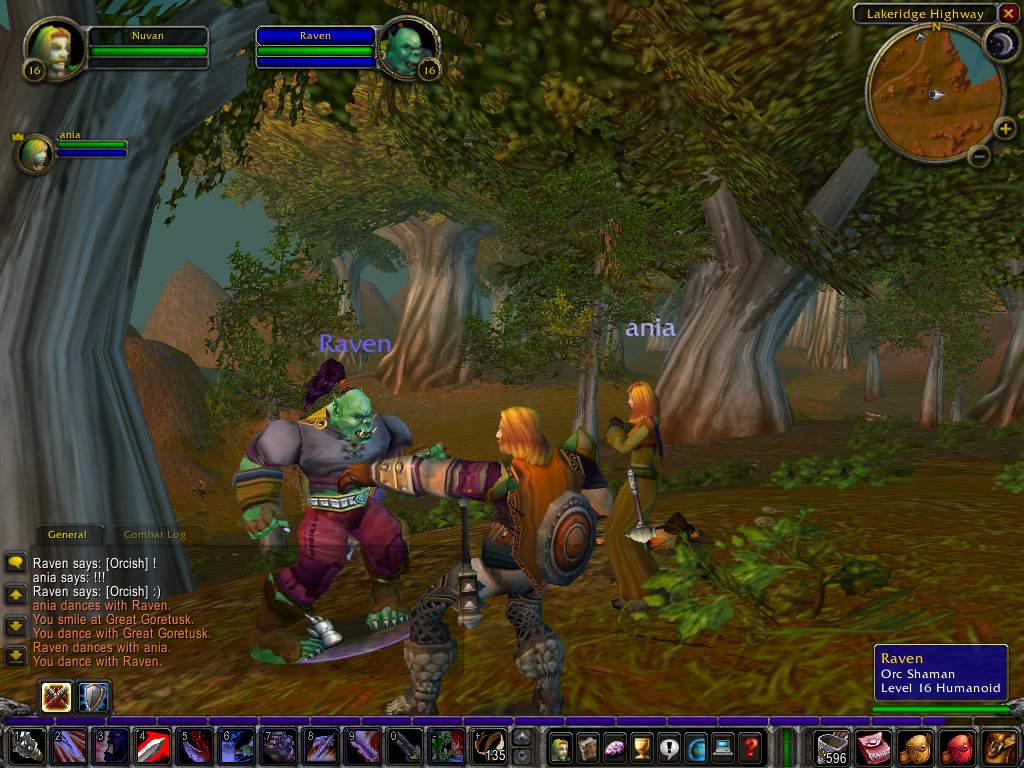 Lakeridge Highway
Nuvan
16
Raven
16
N
ania
Raven
ania
General
Combat Log
Raven says: [Orcish] !
ania says: !!!
Raven says: [Orcish] :)
ania dances with Raven.
You smile at Great Goretusk.
You dance with Great Goretusk.
Raven dances with ania.
You dance with Raven.
Raven
Orc Shaman
Level 16 Humanoid
1 2 3 4 5 6 7 8 9 0 - =
135
596